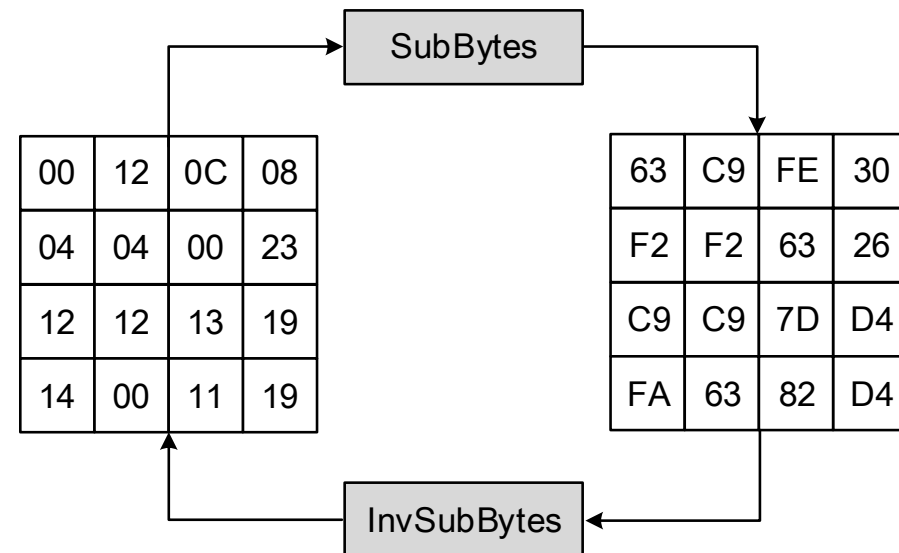 SubBytes
00 12 0C 08
04 04 00 23
12 12 13 19
14 00 11 19
63 C9 FE 30
F2 F2 63 26
C9 C9 7D D4
FA 63 82 D4
InvSubBytes